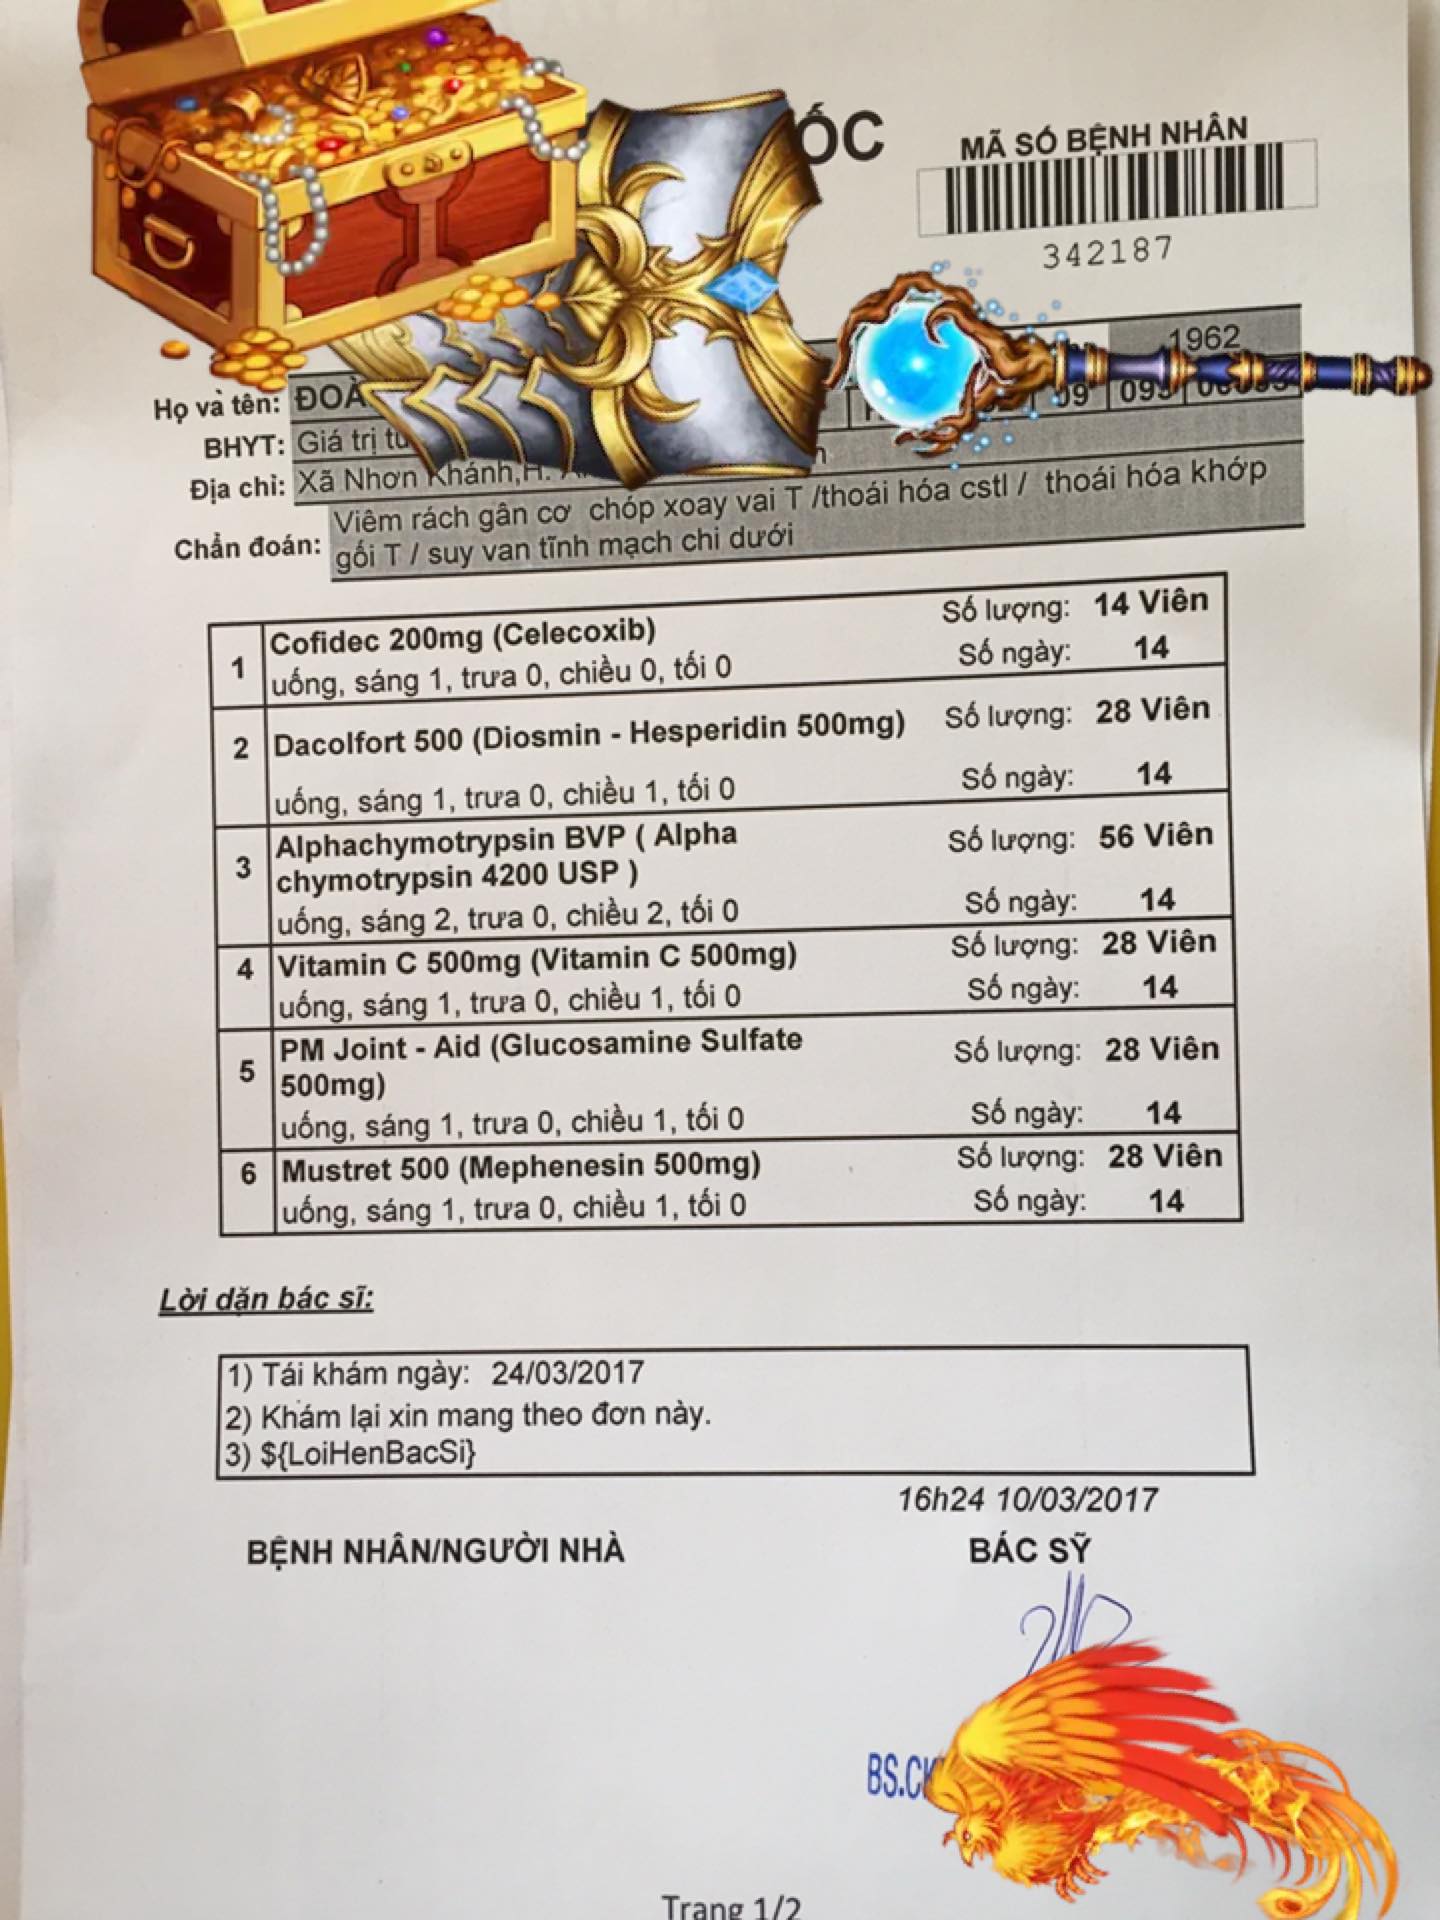 ỐC
MÃ SỐ BỆNH NHÂN
342187
1962
Họ và tên: ĐOÀ
09 095
BHYT: Giá trị từ
Địa chỉ: Xã Nhơn Khánh,H.
Chẩn đoán: Viêm rách gân cơ chóp xoay vai T /thoái hóa cstl / thoái hóa khớp
gối T / suy van tĩnh mạch chi dưới
1 Cofidec 200mg (Celecoxib) Số lượng: 14 Viên
uống, sáng 1, trưa 0, chiều 0, tối 0 Số ngày: 14
2 Dacolfort 500 (Diosmin - Hesperidin 500mg) Số lượng: 28 Viên
uống, sáng 1, trưa 0, chiều 1, tối 0 Số ngày: 14
3 Alphachymotrypsin BVP ( Alpha Số lượng: 56 Viên
chymotrypsin 4200 USP )
uống, sáng 2, trưa 0, chiều 2, tối 0 Số ngày: 14
4 Vitamin C 500mg (Vitamin C 500mg) Số lượng: 28 Viên
uống, sáng 1, trưa 0, chiều 1, tối 0 Số ngày: 14
5 PM Joint - Aid (Glucosamine Sulfate Số lượng: 28 Viên
500mg)
uống, sáng 1, trưa 0, chiều 1, tối 0 Số ngày: 14
6 Mustret 500 (Mephenesin 500mg) Số lượng: 28 Viên
uống, sáng 1, trưa 0, chiều 1, tối 0 Số ngày: 14
Lời dặn bác sĩ:
1) Tái khám ngày: 24/03/2017
2) Khám lại xin mang theo đơn này.
3) ${LoiHenBacSi}
16h24 10/03/2017
BỆNH NHÂN/NGƯỜI NHÀ BÁC SỸ
BS.CK
Trang 1/2